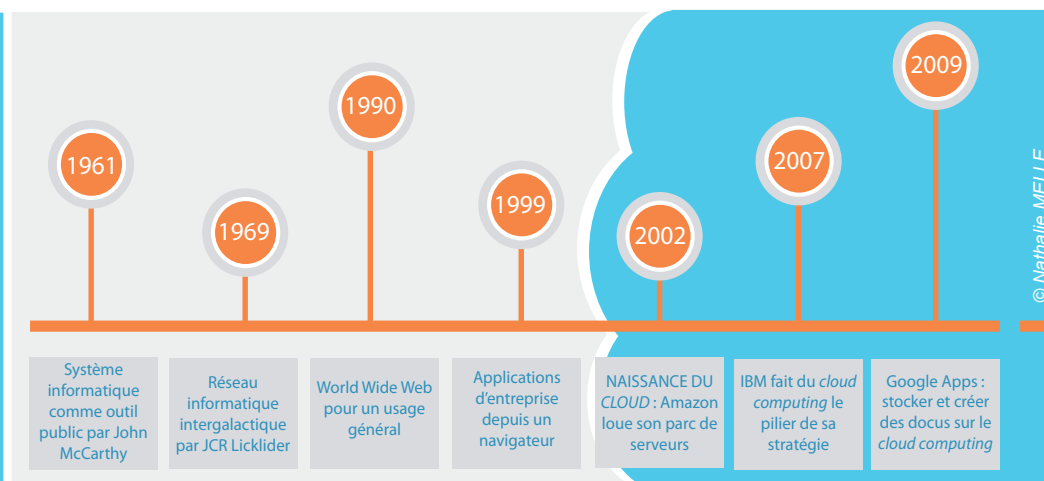 1961
1969
1990
1999
2002
2007
2009
Système
informatique
comme outil
public par John
McCarthy
Réseau
informatique
intergalactique
par JCR Licklider
World Wide Web
pour un usage
général
Applications
d'entreprise
depuis un
navigateur
NAISSANCE DU
CLOUD : Amazon
loue son parc de
serveurs
IBM fait du cloud
computing le
pilier de sa
stratégie
Google Apps :
stocker et créer
des docus sur le
cloud computing
© Nathalie MELLE